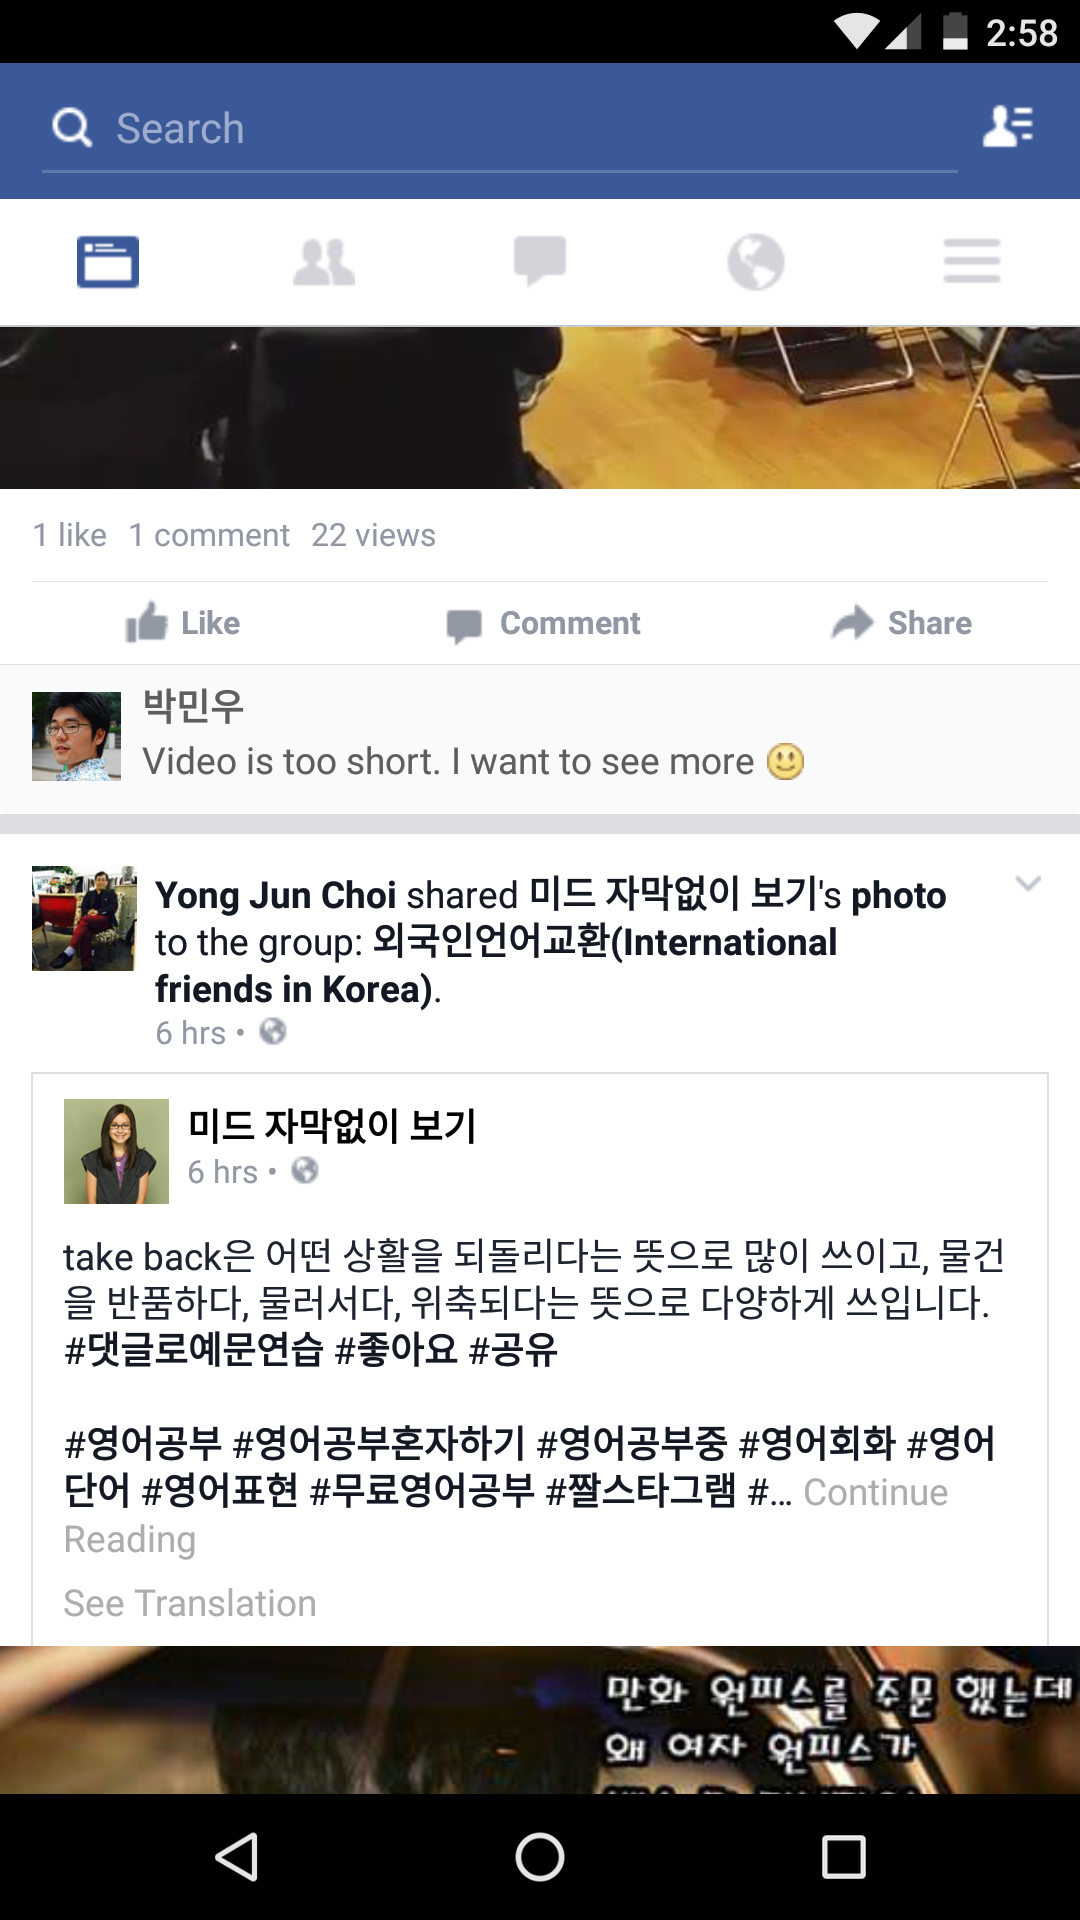 2:58
Search
1 like 1 comment 22 views
Like Comment Share
박민우
Video is too short. I want to see more
Yong Jun Choi shared 미드 자막없이 보기's photo
to the group: 외국인언어교환(International
friends in Korea).
6 hrs •
미드 자막없이 보기
6 hrs •
take back은 어떤 상활을 되돌리다는 뜻으로 많이 쓰이고, 물건
을 반품하다, 물러서다, 위축되다는 뜻으로 다양하게 쓰입니다.
#댓글로예문연습 #좋아요 #공유
#영어공부 #영어공부혼자하기 #영어공부중 #영어회화 #영어
단어 #영어표현 #무료영어공부 #짤스타그램 #... Continue
Reading
See Translation
만화 원피스를 주문 했는데
왜 여자 원피스가